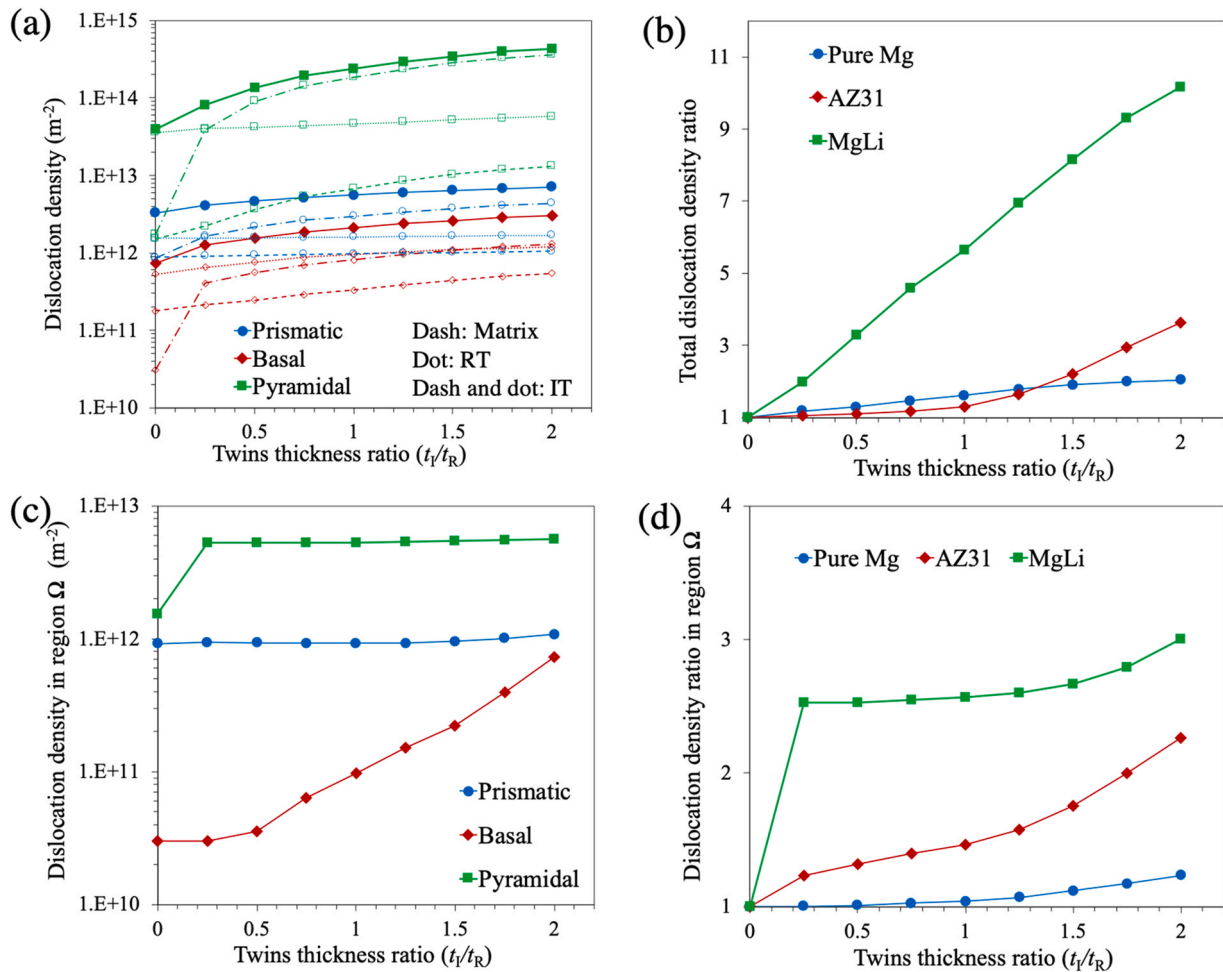 (a)
1.E+15
1.E+14
1.E+13
1.E+12
1.E+11
1.E+10
Dislocation density (m⁻²)
Prismatic Dash: Matrix
Basal Dot: RT
Pyramidal Dash and dot: IT
0 0.5 1 1.5 2
Twins thickness ratio (tI/tR)
(b)
11
9
7
5
3
1
Total dislocation density ratio
Pure Mg
AZ31
MgLi
0 0.5 1 1.5 2
Twins thickness ratio (tI/tR)
(c)
1.E+13
1.E+12
1.E+11
1.E+10
Dislocation density in region Ω (m⁻²)
Prismatic
Basal
Pyramidal
0 0.5 1 1.5 2
Twins thickness ratio (tI/tR)
(d)
4
3
2
1
Dislocation density ratio in region Ω
Pure Mg AZ31 MgLi
0 0.5 1 1.5 2
Twins thickness ratio (tI/tR)